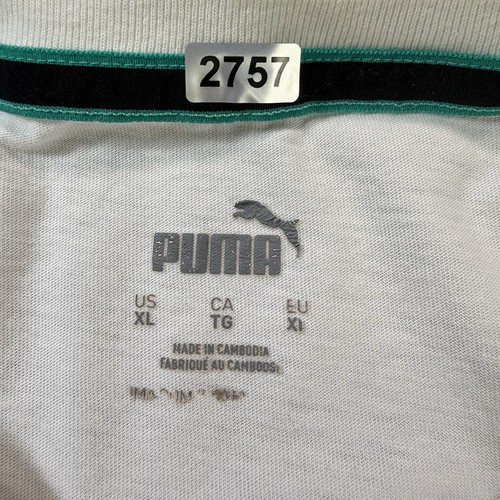 2757
PUMA
US CA EU
XL TG XL
MADE IN CAMBODIA
FABRIQUÉ AU CAMBODGE